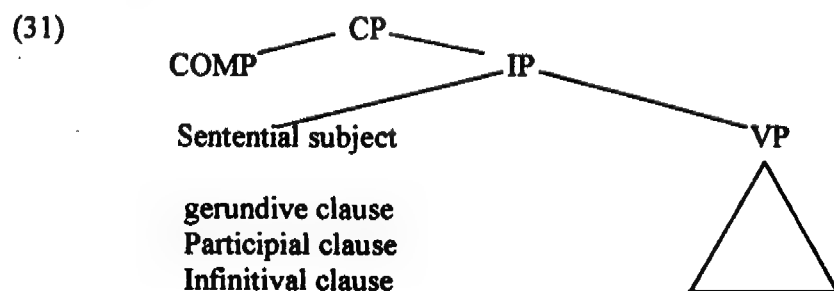 (31) CP
COMP IP
Sentential subject VP
gerundive clause
Participial clause
Infinitival clause